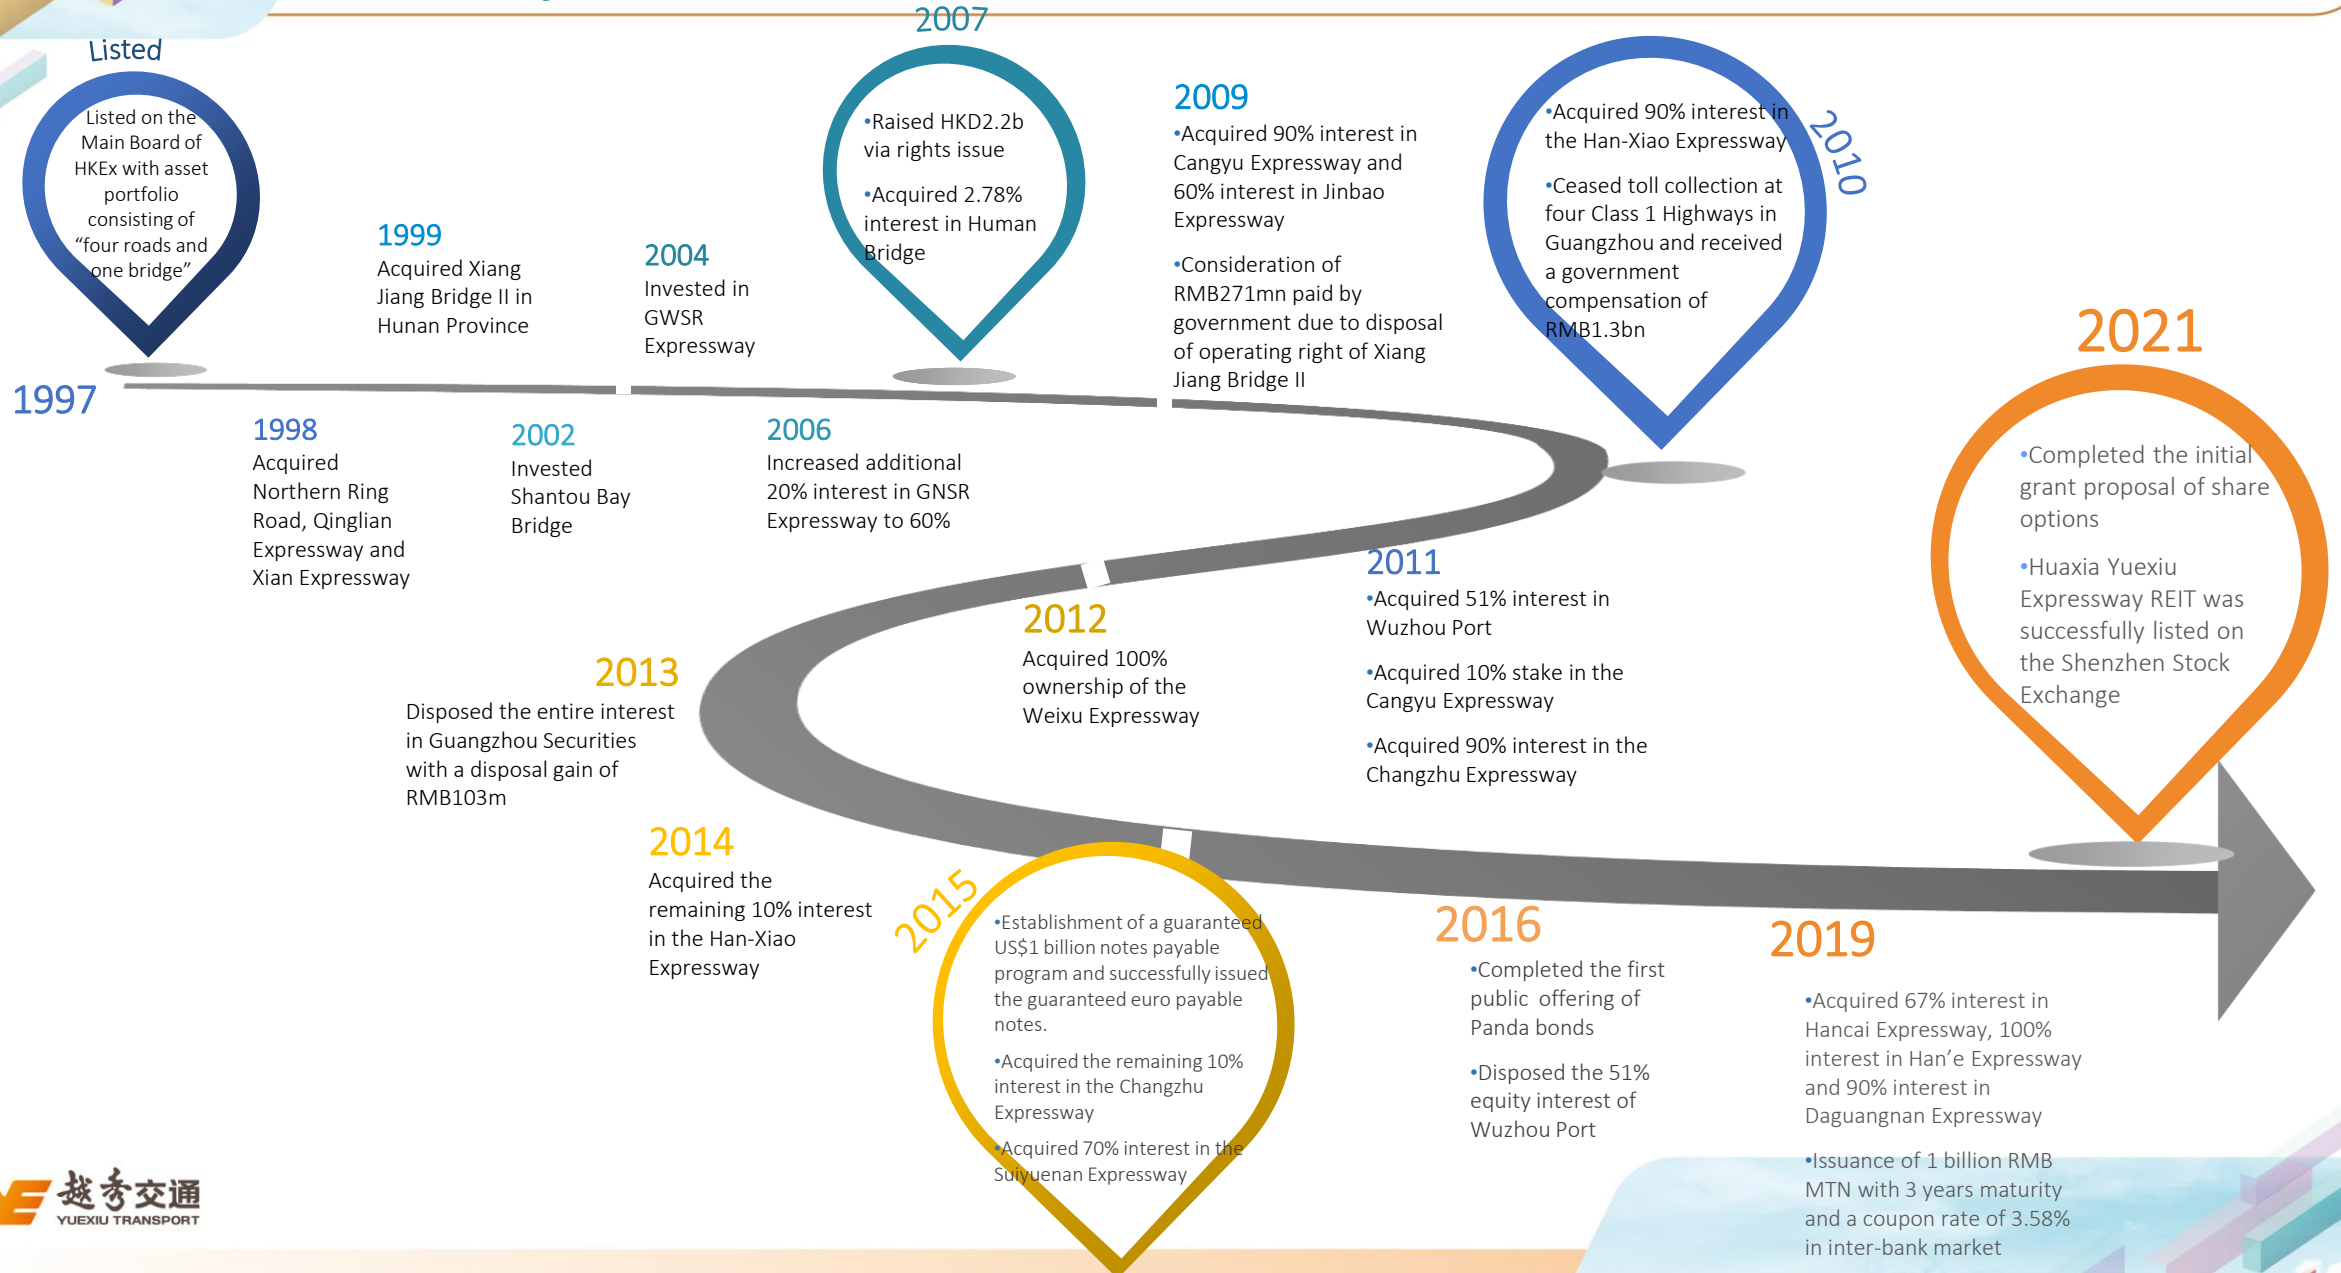 Listed
Listed on the
Main Board of
HKEx with asset
portfolio
consisting of
“four roads and
one bridge”
1997
1998
Acquired
Northern Ring
Road, Qinglian
Expressway and
Xian Expressway
1999
Acquired Xiang
Jiang Bridge II in
Hunan Province
2002
Invested
Shantou Bay
Bridge
2004
Invested in
GWSR
Expressway
2006
Increased additional
20% interest in GNSR
Expressway to 60%
2007
•Raised HKD2.2b
via rights issue
•Acquired 2.78%
interest in Human
Bridge
2009
•Acquired 90% interest in
Cangyu Expressway and
60% interest in Jinbao
Expressway
•Consideration of
RMB271mn paid by
government due to disposal
of operating right of Xiang
Jiang Bridge II
2010
•Acquired 90% interest in
the Han-Xiao Expressway
•Ceased toll collection at
four Class 1 Highways in
Guangzhou and received
a government
compensation of
RMB1.3bn
2011
•Acquired 51% interest in
Wuzhou Port
•Acquired 10% stake in the
Cangyu Expressway
•Acquired 90% interest in the
Changzhu Expressway
2012
Acquired 100%
ownership of the
Weixu Expressway
2013
Disposed the entire interest
in Guangzhou Securities
with a disposal gain of
RMB103m
2014
Acquired the
remaining 10% interest
in the Han-Xiao
Expressway
2015
•Establishment of a guaranteed
US$1 billion notes payable
program and successfully issued
the guaranteed euro payable
notes.
•Acquired the remaining 10%
interest in the Changzhu
Expressway
•Acquired 70% interest in the
Suiyuenan Expressway
2016
•Completed the first
public offering of
Panda bonds
•Disposed the 51%
equity interest of
Wuzhou Port
2019
•Acquired 67% interest in
Hancai Expressway, 100%
interest in Han’e Expressway
and 90% interest in
Daguangnan Expressway
•Issuance of 1 billion RMB
MTN with 3 years maturity
and a coupon rate of 3.58%
in inter-bank market
2021
•Completed the initial
grant proposal of share
options
•Huaxia Yuexiu
Expressway REIT was
successfully listed on
the Shenzhen Stock
Exchange
越秀交通
YUEXIU TRANSPORT